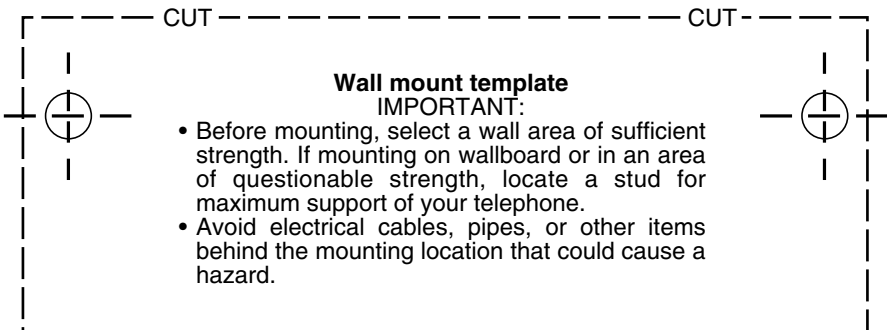 CUT CUT
Wall mount template
IMPORTANT:
• Before mounting, select a wall area of sufficient
strength. If mounting on wallboard or in an area
of questionable strength, locate a stud for
maximum support of your telephone.
• Avoid electrical cables, pipes, or other items
behind the mounting location that could cause a
hazard.